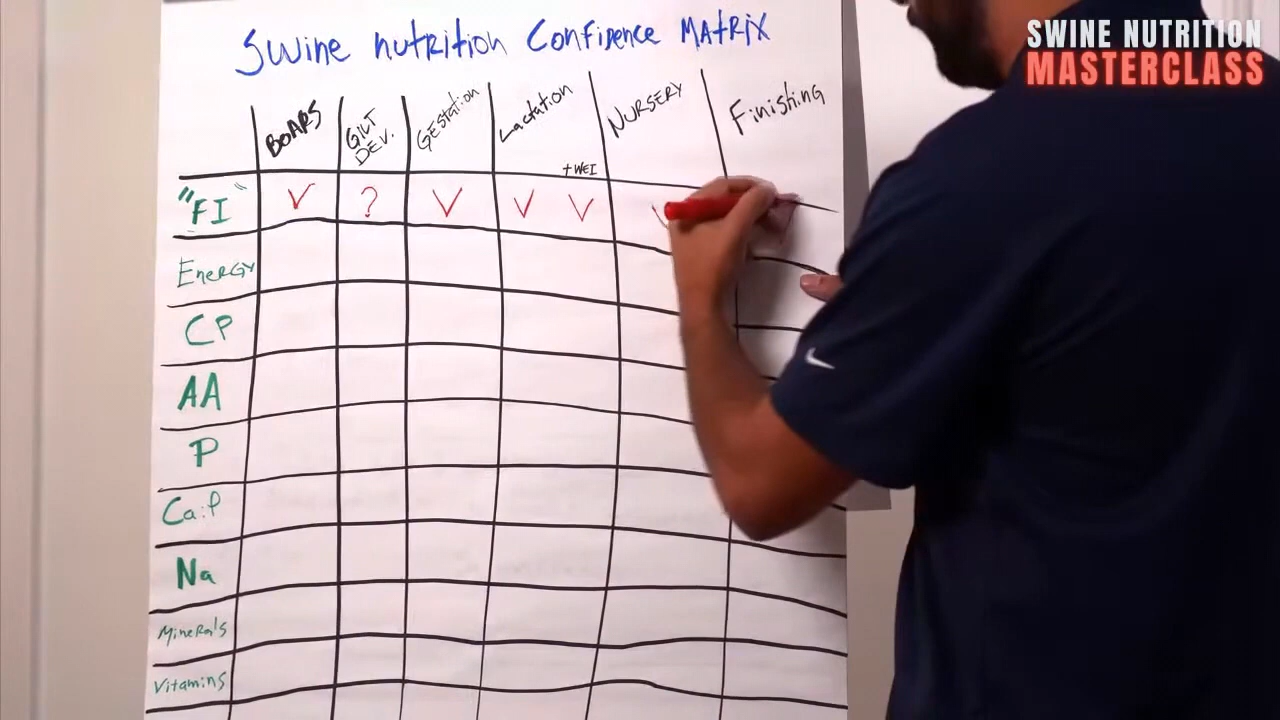 SWINE NUTRITION
MASTERCLASS
Swine nutrition Confidence MATRIX
BOARS
GILT
DEV.
GEstation
Lactation
+WEI
NURSERY
Finishing
"FI"
✓ ? ✓ ✓ ✓
EneRGY
CP
AA
P
Ca:P
Na
Minerals
Vitamins